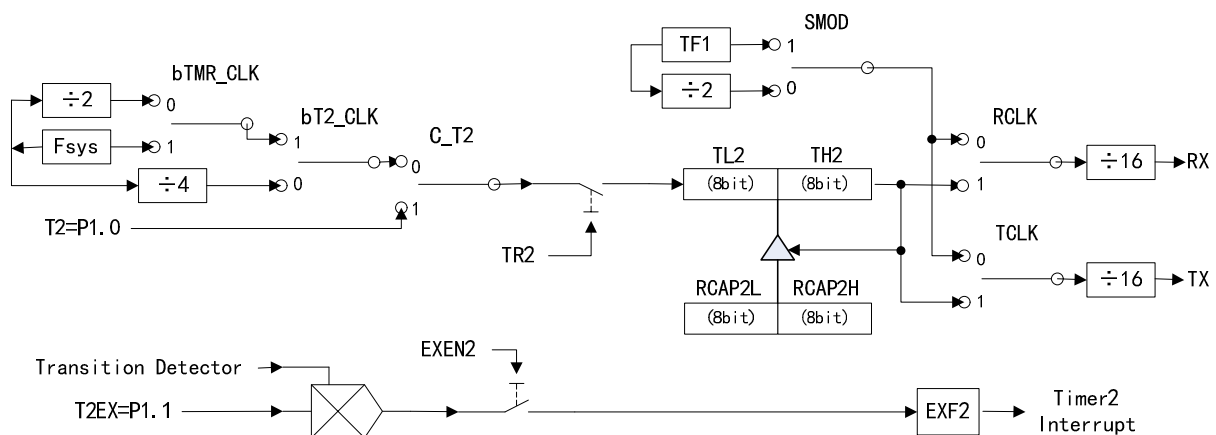 SMOD
TF1
1
÷2
0
bTMR_CLK
÷2
0
bT2_CLK
C_T2
RCLK
Fsys
1
1
0
0
TL2
TH2
÷16
RX
÷4
0
(8bit)
(8bit)
1
1
T2=P1.0
TCLK
TR2
0
RCAP2L
RCAP2H
÷16
TX
(8bit)
(8bit)
1
EXEN2
Transition Detector
T2EX=P1.1
EXF2
Timer2
Interrupt